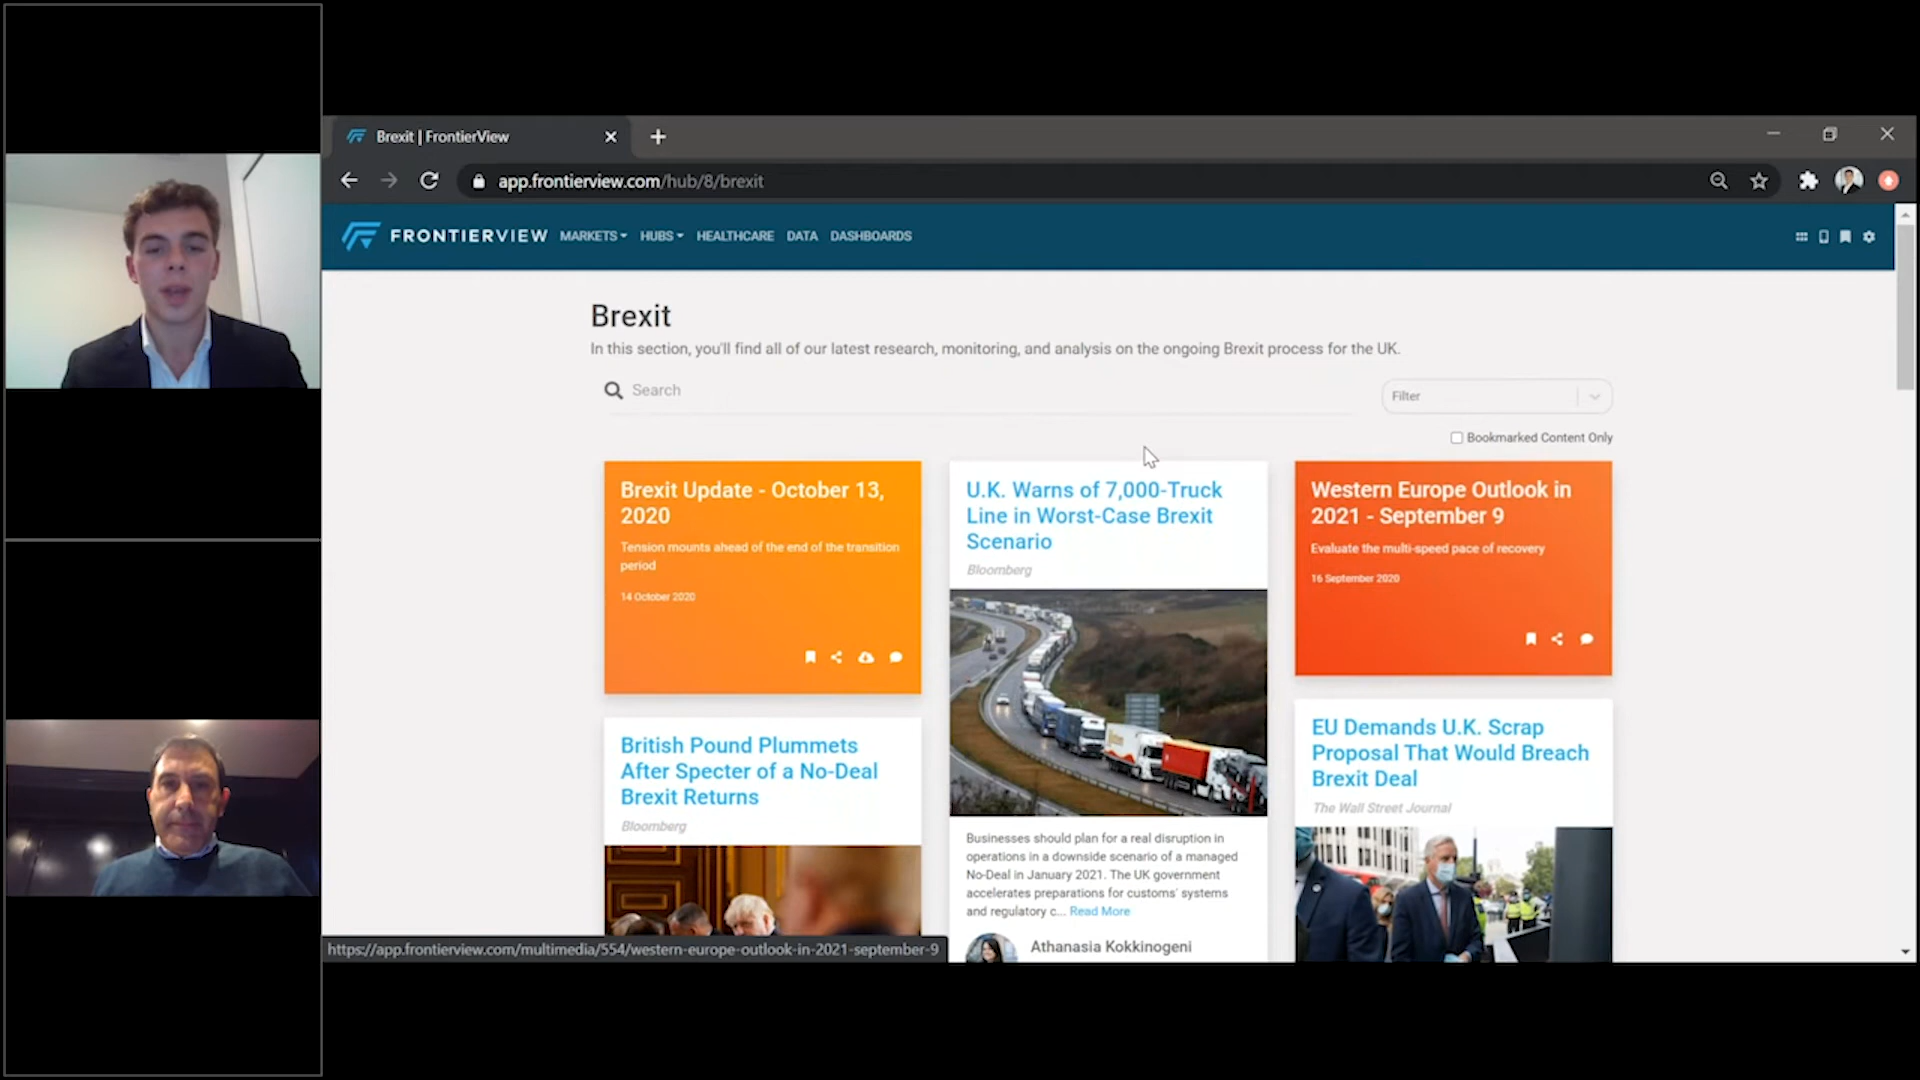 Brexit | FrontierView
app.frontierview.com/hub/8/brexit
FRONTIERVIEW MARKETS HUBS HEALTHCARE DATA DASHBOARDS
Brexit
In this section, you'll find all of our latest research, monitoring, and analysis on the ongoing Brexit process for the UK.
Search
Filter
Bookmarked Content Only
Brexit Update - October 13,
2020
Tension mounts ahead of the end of the transition
period
14 October 2020
British Pound Plummets
After Specter of a No-Deal
Brexit Returns
Bloomberg
U.K. Warns of 7,000-Truck
Line in Worst-Case Brexit
Scenario
Bloomberg
Businesses should plan for a real disruption in
operations in a downside scenario of a managed
No-Deal in January 2021. The UK government
accelerates preparations for customs' systems
and regulatory c... Read More
Athanasia Kokkinogeni
Western Europe Outlook in
2021 - September 9
Evaluate the multi-speed pace of recovery
16 September 2020
EU Demands U.K. Scrap
Proposal That Would Breach
Brexit Deal
The Wall Street Journal
https://app.frontierview.com/multimedia/554/western-europe-outlook-in-2021-september-9